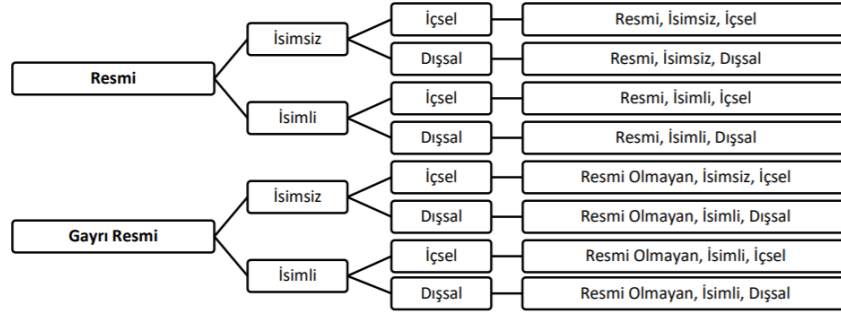 İçsel
Resmi, İsimsiz, İçsel
İsimsiz
Dışsal
Resmi, İsimsiz, Dışsal
Resmi
İçsel
Resmi, İsimli, İçsel
İsimli
Dışsal
Resmi, İsimli, Dışsal
İçsel
Resmi Olmayan, İsimsiz, İçsel
İsimsiz
Dışsal
Resmi Olmayan, İsimli, Dışsal
Gayrı Resmi
İçsel
Resmi Olmayan, İsimli, İçsel
İsimli
Dışsal
Resmi Olmayan, İsimli, Dışsal